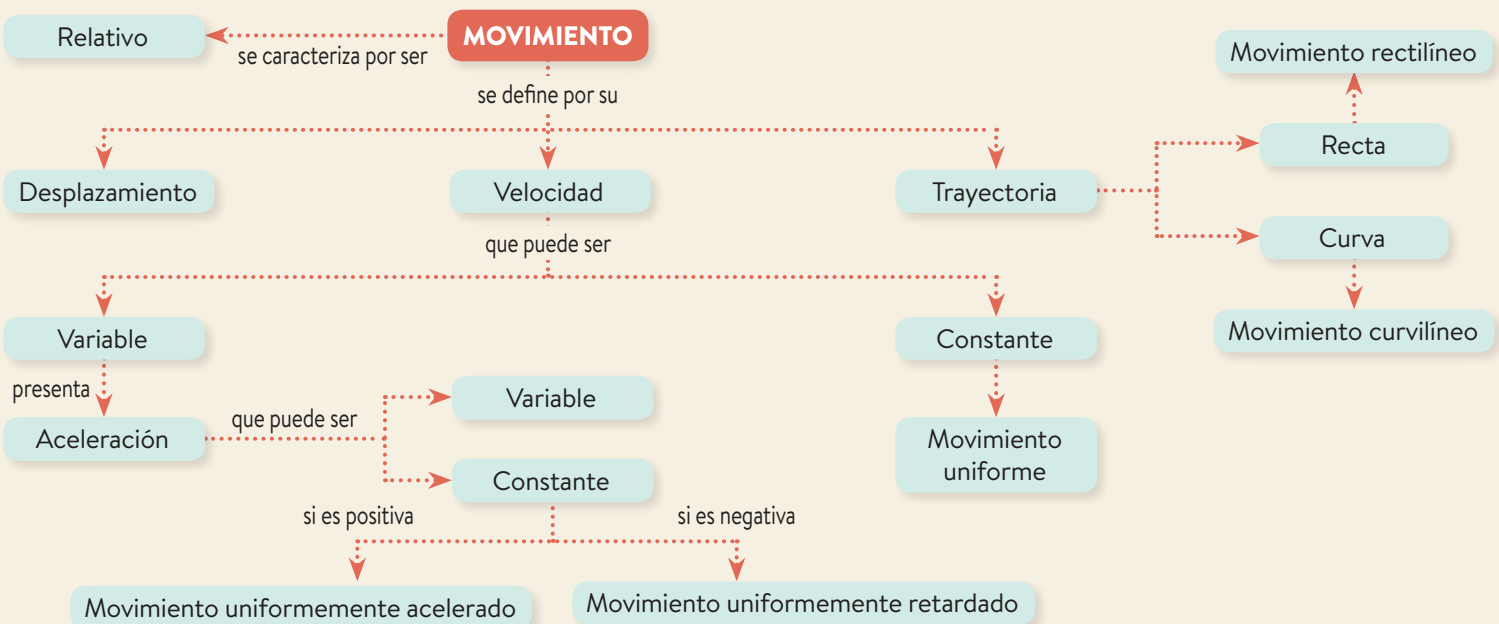 Relativo
se caracteriza por ser
MOVIMIENTO
se define por su
Desplazamiento
Velocidad
Trayectoria
Recta
Movimiento rectilíneo
Curva
Movimiento curvilíneo
que puede ser
Variable
Constante
presenta
Aceleración
que puede ser
Variable
Constante
Movimiento
uniforme
si es positiva
si es negativa
Movimiento uniformemente acelerado
Movimiento uniformemente retardado